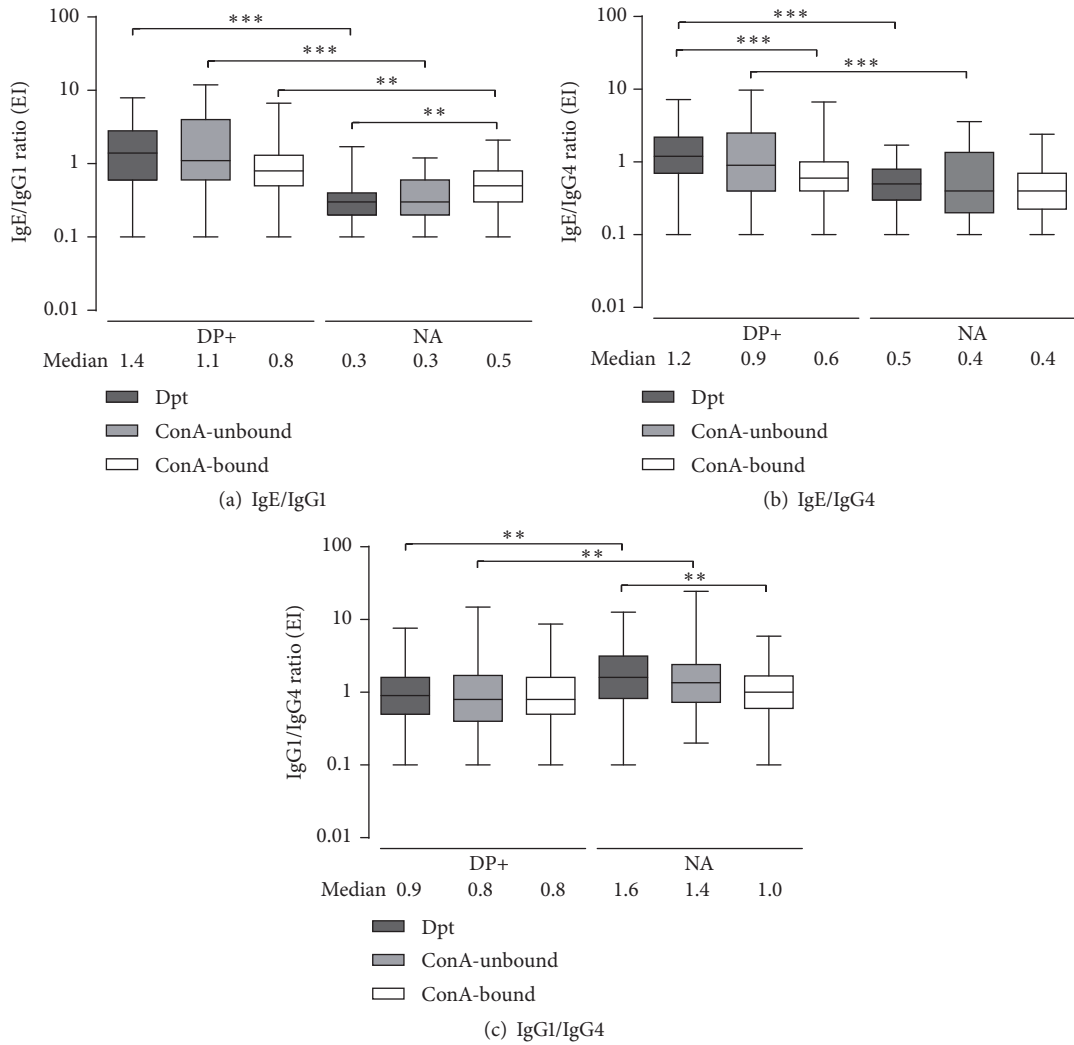 100
10
1
0.1
0.01
IgE/IgG1 ratio (EI)
***
***
**
**
DP+
NA
Median 1.4 1.1 0.8 0.3 0.3 0.5
Dpt
ConA-unbound
ConA-bound
(a) IgE/IgG1
100
10
1
0.1
0.01
IgE/IgG4 ratio (EI)
***
***
***
DP+
NA
Median 1.2 0.9 0.6 0.5 0.4 0.4
Dpt
ConA-unbound
ConA-bound
(b) IgE/IgG4
100
10
1
0.1
0.01
IgG1/IgG4 ratio (EI)
**
**
**
DP+
NA
Median 0.9 0.8 0.8 1.6 1.4 1.0
Dpt
ConA-unbound
ConA-bound
(c) IgG1/IgG4